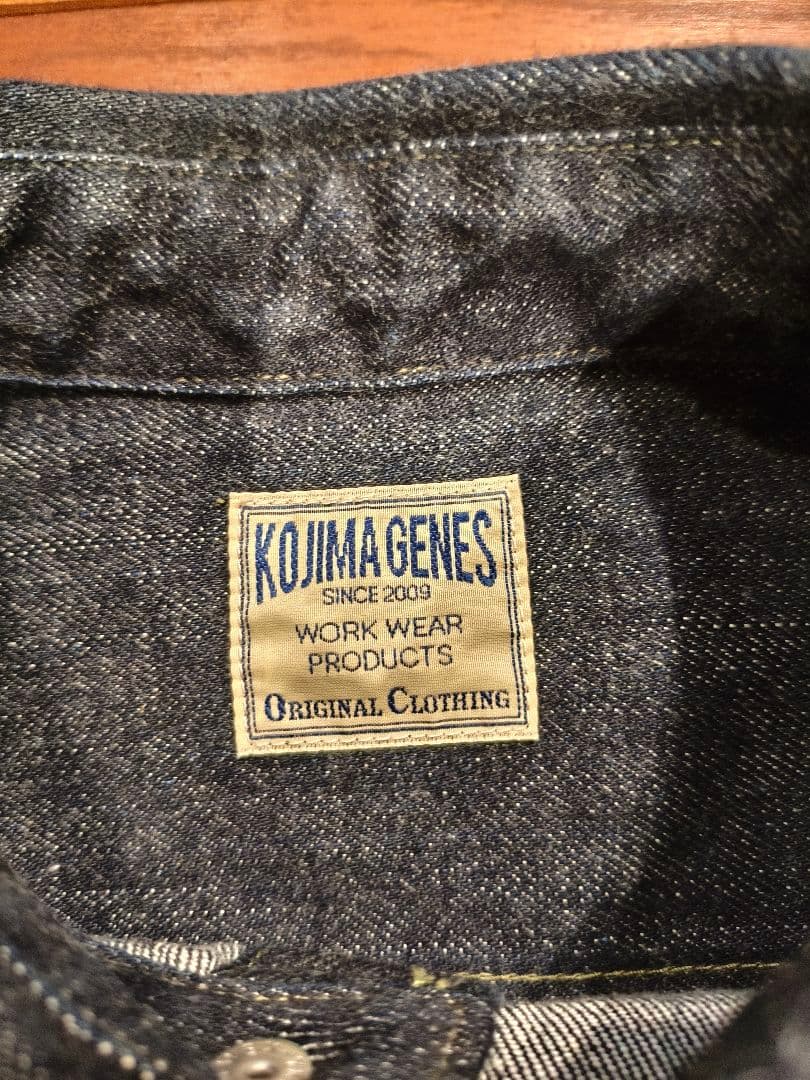 KOJIMA GENES
SINCE 2009
WORK WEAR
PRODUCTS
ORIGINAL CLOTHING